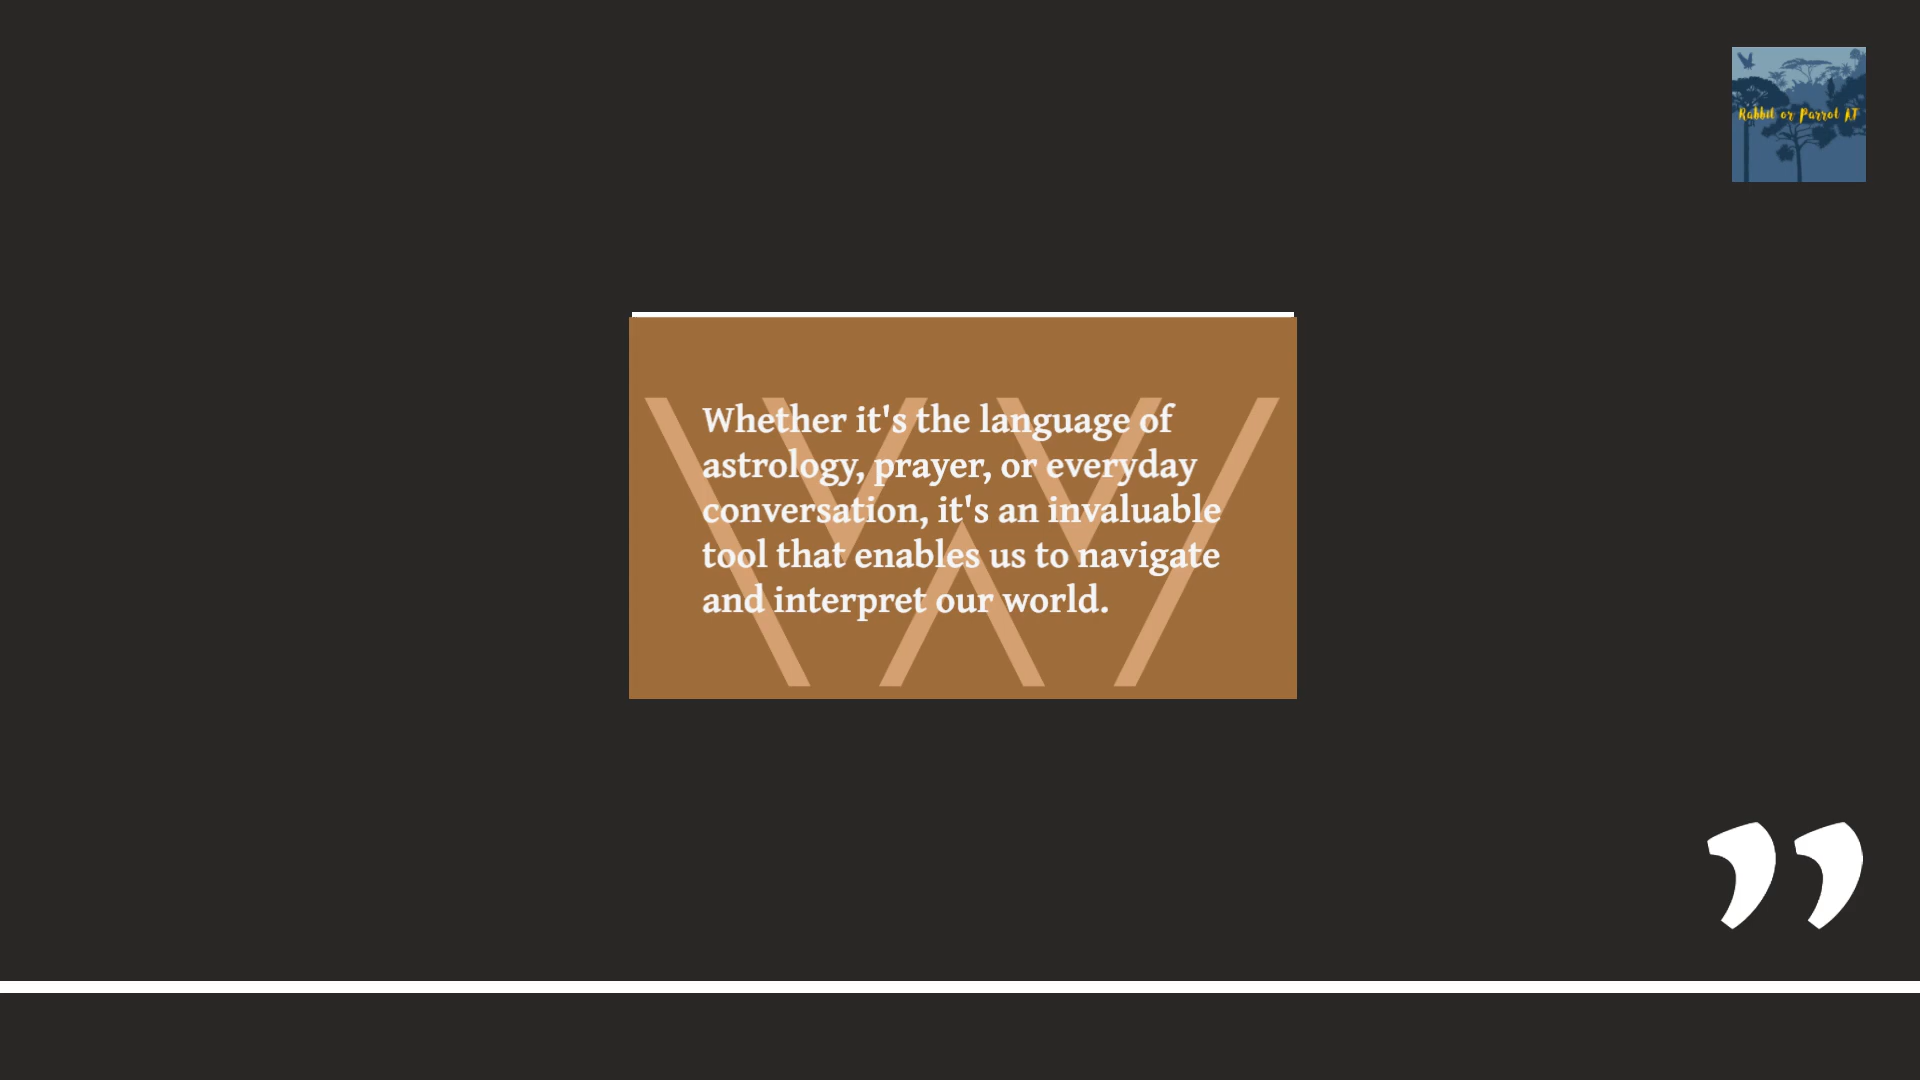 Rabbit or Parrot AT
Whether it's the language of
astrology, prayer, or everyday
conversation, it's an invaluable
tool that enables us to navigate
and interpret our world.
”